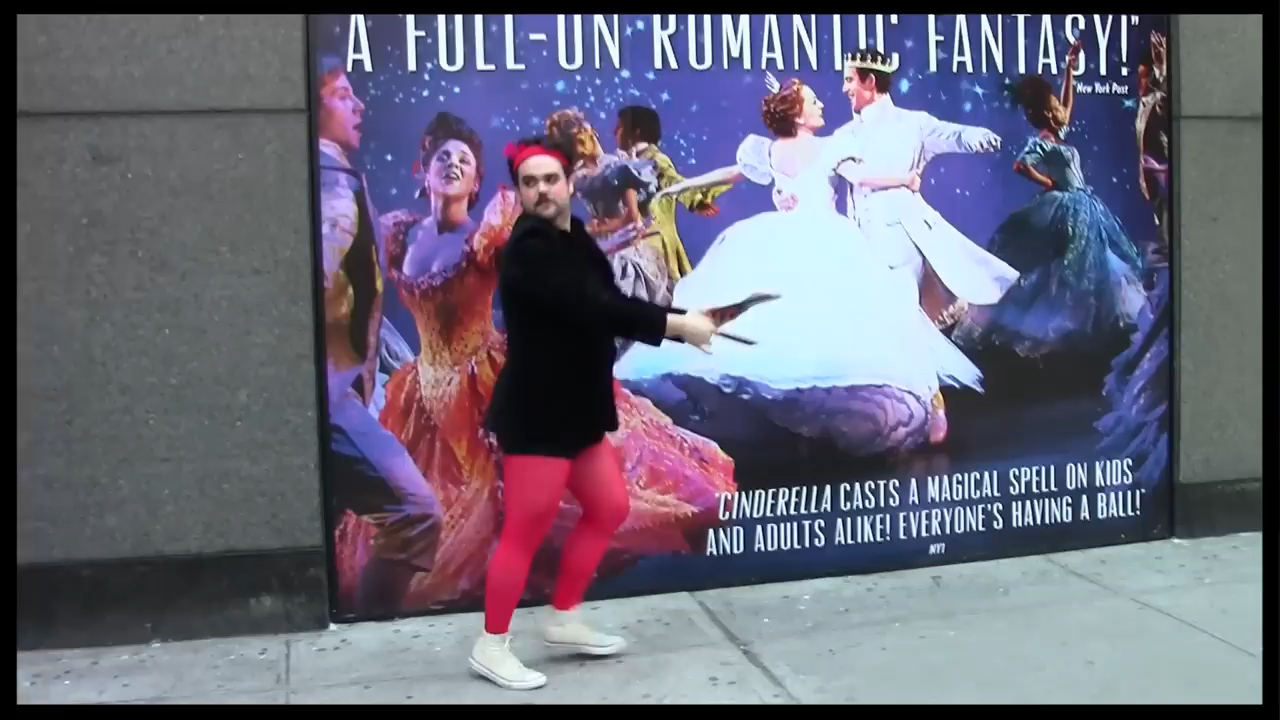 A FULL-ON ROMANTIC FANTASY!"
New York Post
"CINDERELLA CASTS A MAGICAL SPELL ON KIDS
AND ADULTS ALIKE! EVERYONE'S HAVING A BALL!"
NY1